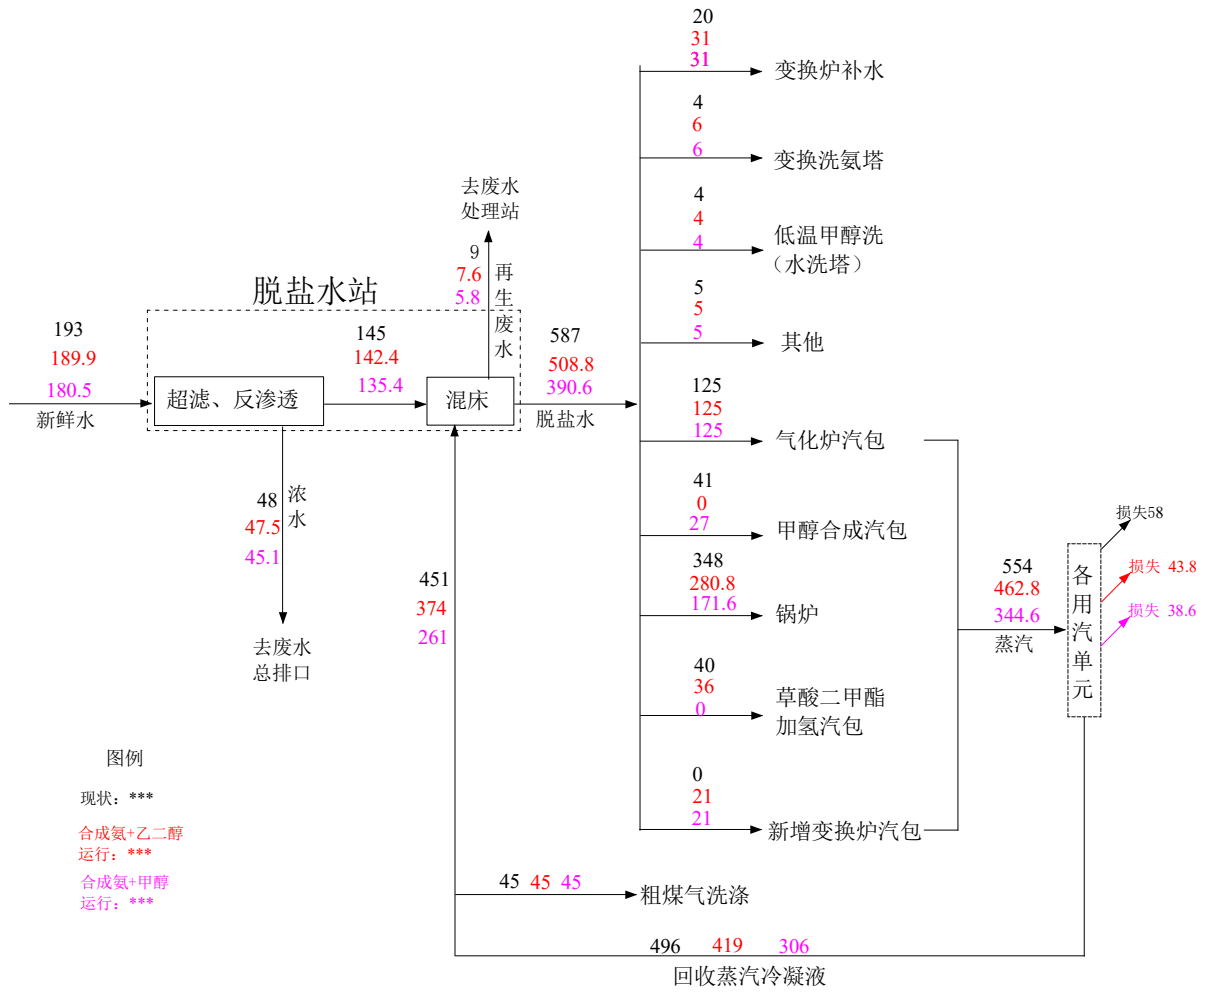 20
31
31
变换炉补水
4
6
6
变换洗氨塔
4
4
4
低温甲醇洗
（水洗塔）
5
5
5
其他
去废水
处理站
9
7.6
5.8
再生废水
脱盐水站
193
189.9
180.5
新鲜水
超滤、反渗透
145
142.4
135.4
混床
587
508.8
390.6
脱盐水
125
125
125
气化炉汽包
48
47.5
45.1
浓水
去废水
总排口
41
0
27
甲醇合成汽包
451
374
261
348
280.8
171.6
锅炉
40
36
0
草酸二甲酯
加氢汽包
0
21
21
新增变换炉汽包
554
462.8
344.6
蒸汽
各用汽单元
损失58
损失 43.8
损失 38.6
45 45 45
粗煤气洗涤
496 419 306
回收蒸汽冷凝液
图例
现状：***
合成氨+乙二醇
运行：***
合成氨+甲醇
运行：***